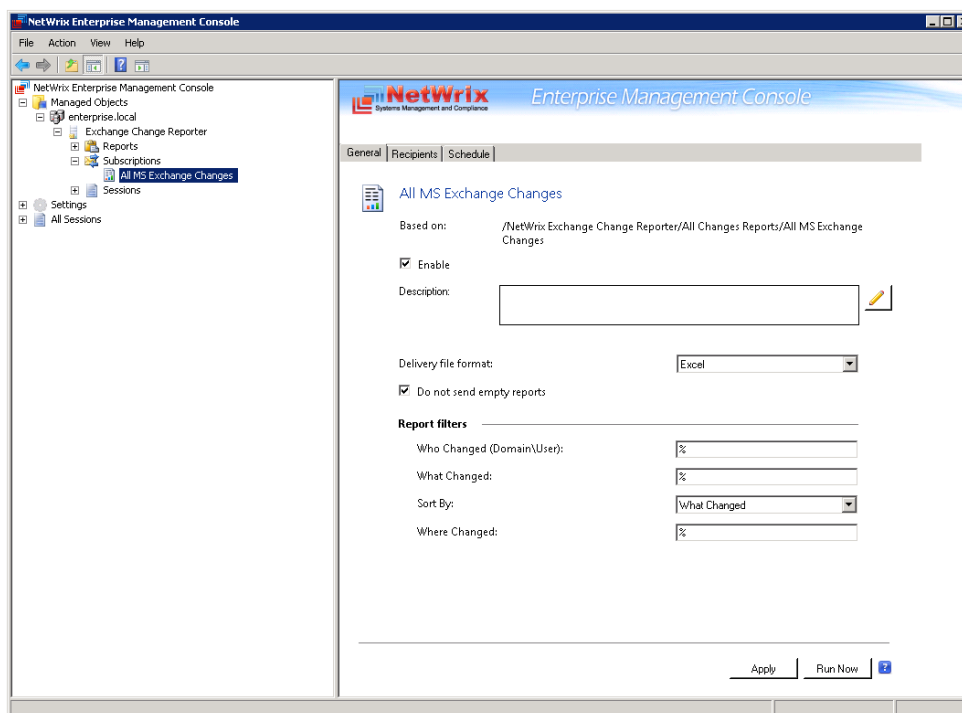 NetWrix Enterprise Management Console
File Action View Help
NetWrix Enterprise Management Console
Managed Objects
enterprise.local
Exchange Change Reporter
Reports
Subscriptions
All MS Exchange Changes
Sessions
Settings
All Sessions
NetWrix
Systems Management and Compliance
Enterprise Management Console
General Recipients Schedule
All MS Exchange Changes
Based on: /NetWrix Exchange Change Reporter/All Changes Reports/All MS Exchange
Changes
Enable
Description:
Delivery file format: Excel
Do not send empty reports
Report filters
Who Changed (Domain\User): %
What Changed: %
Sort By: What Changed
Where Changed: %
Apply Run Now ?